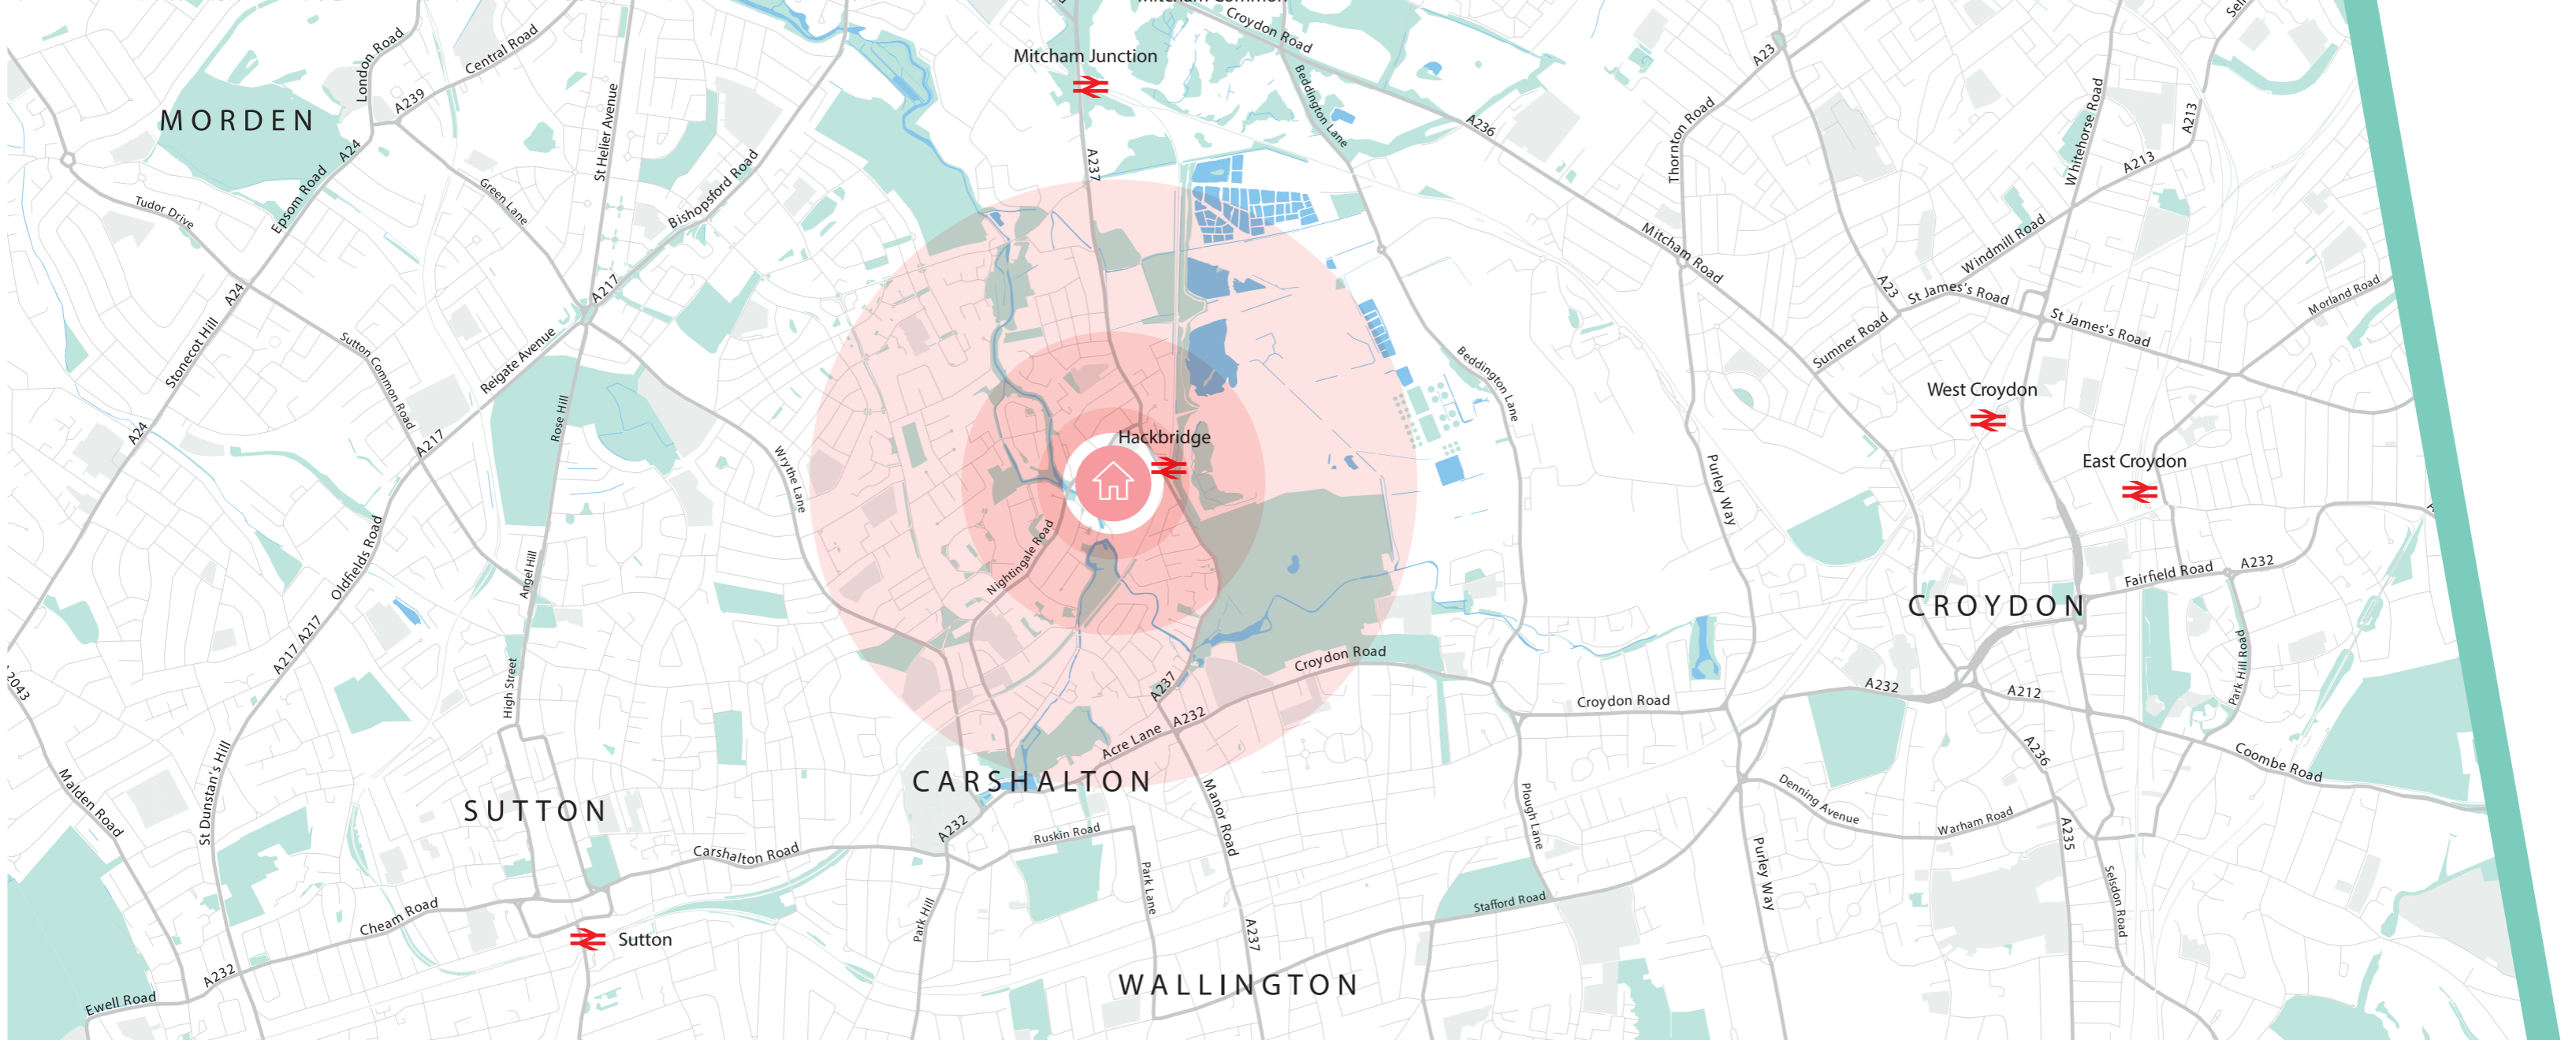 Mitcham Common
Croydon Road
London Road
Central Road
Mitcham Junction
A23
A239
MORDEN
St Helier Avenue
Beddington Lane
A236
Thornton Road
Whitehorse Road
A213
A213
A24
Epsom Road
A237
Green Lane
Bishopsford Road
Tudor Drive
Mitcham Road
Windmill Road
A24
A217
A23
St James's Road
Morland Road
St James's Road
Sumner Road
Stonecot Hill
Sutton Common Road
Reigate Avenue
Beddington Lane
West Croydon
A24
A217
Rose Hill
Hackbridge
East Croydon
Wrythe Lane
Purley Way
Oldfields Road
Angel Hill
Nightingale Road
Fairfield Road
A232
CROYDON
A217
A217
Park Hill Road
Croydon Road
2043
High Street
A237
A232
A212
Croydon Road
A232
Acre Lane
A236
Coombe Road
St Dunstan's Hill
Malden Road
CARSHALTON
Manor Road
Plough Lane
Denning Avenue
Warham Road
SUTTON
A232
Ruskin Road
A235
Carshalton Road
Park Lane
Purley Way
Selsdon Road
Cheam Road
Park Hill
Stafford Road
Sutton
A237
A232
WALLINGTON
Ewell Road